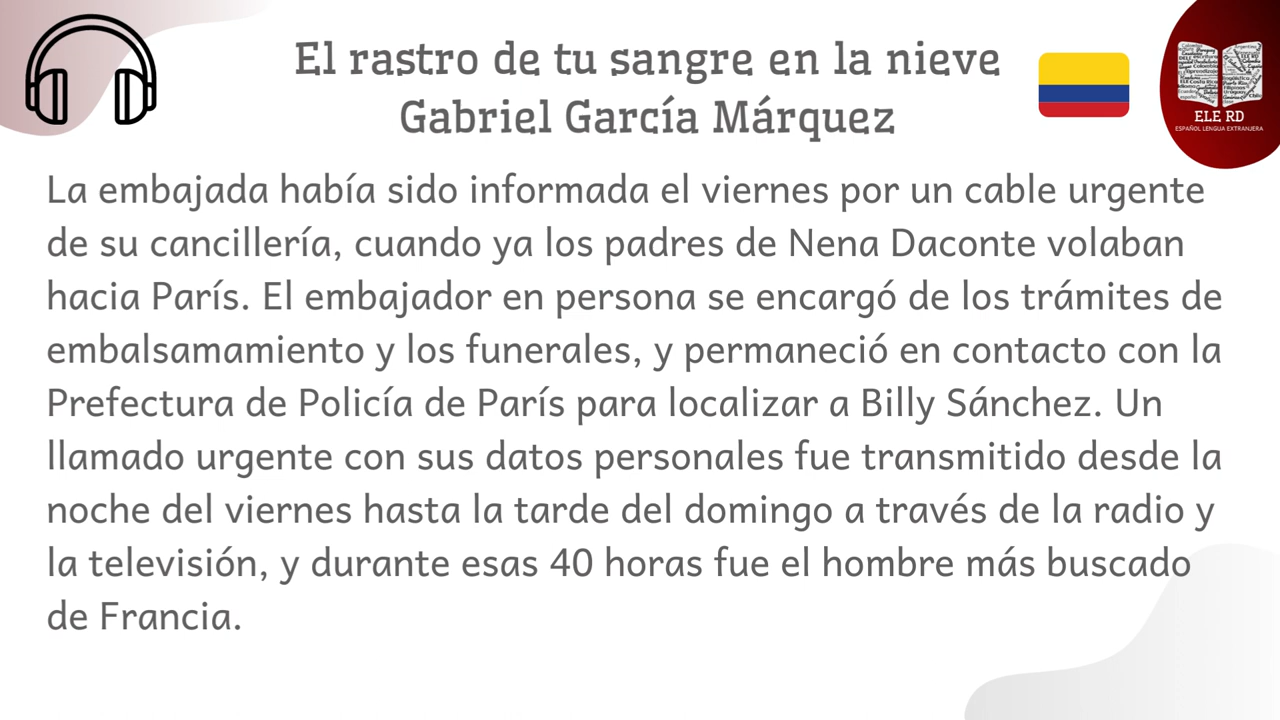 El rastro de tu sangre en la nieve
Gabriel García Márquez
ELE RD
ESPAÑOL LENGUA EXTRANJERA
La embajada había sido informada el viernes por un cable urgente
de su cancillería, cuando ya los padres de Nena Daconte volaban
hacia París. El embajador en persona se encargó de los trámites de
embalsamamiento y los funerales, y permaneció en contacto con la
Prefectura de Policía de París para localizar a Billy Sánchez. Un
llamado urgente con sus datos personales fue transmitido desde la
noche del viernes hasta la tarde del domingo a través de la radio y
la televisión, y durante esas 40 horas fue el hombre más buscado
de Francia.